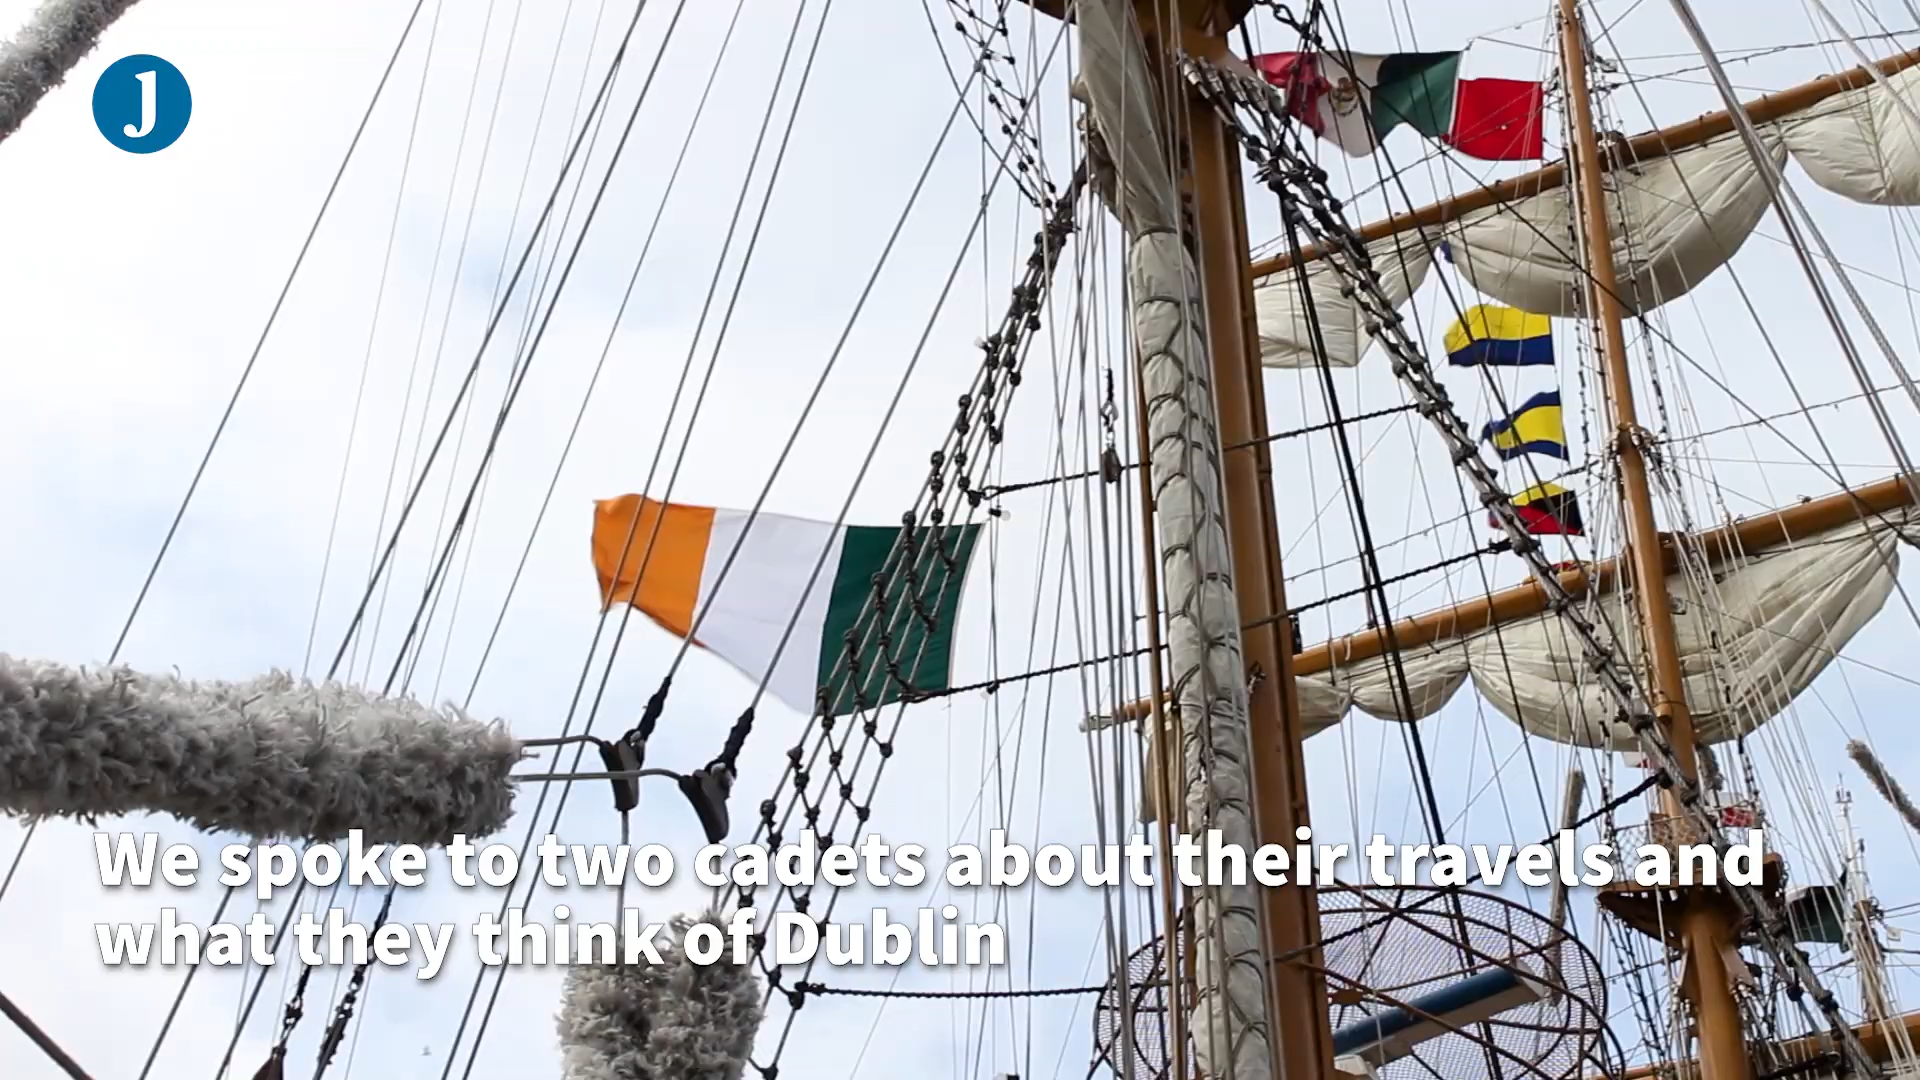 J
We spoke to two cadets about their travels and
what they think of Dublin